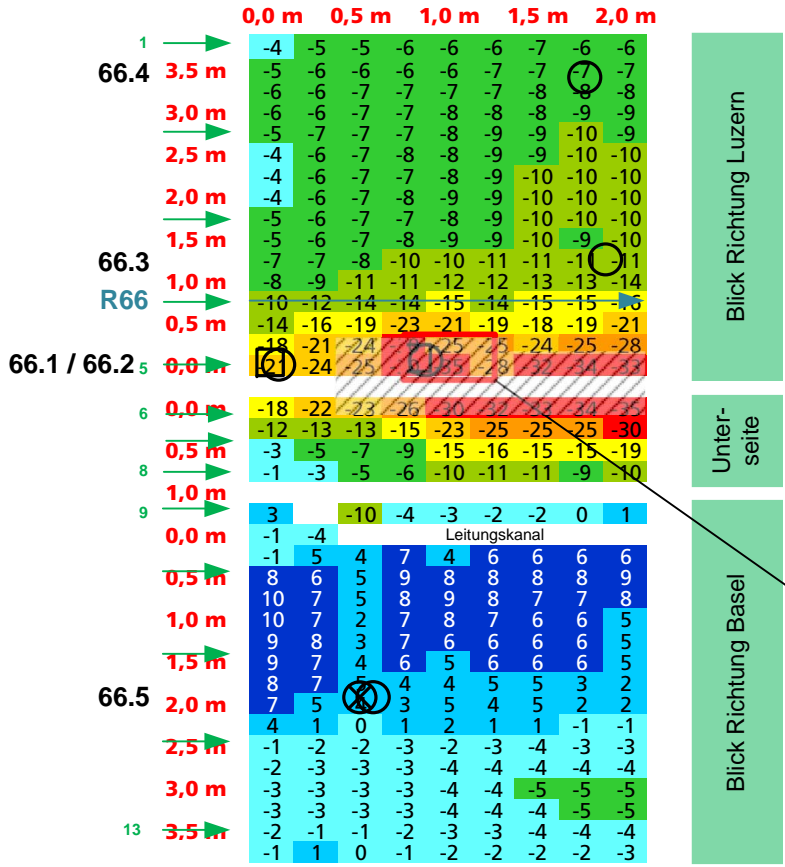 0,0 m 0,5 m 1,0 m 1,5 m 2,0 m
1 -4 -5 -5 -6 -6 -6 -7 -6 -6
66.4 3,5 m -5 -6 -6 -6 -6 -7 -7 -7 -7
-6 -6 -7 -7 -7 -7 -8 -8 -8
3,0 m -6 -6 -7 -7 -8 -8 -8 -9 -9
-5 -7 -7 -7 -8 -9 -9 -10 -9
2,5 m -4 -6 -7 -8 -8 -9 -9 -10 -10
-4 -6 -7 -7 -8 -9 -10 -10 -10
2,0 m -4 -6 -7 -8 -9 -9 -10 -10 -10
-5 -6 -7 -7 -8 -9 -10 -10 -10
1,5 m -5 -6 -7 -8 -9 -9 -10 -9 -10
66.3 -7 -7 -8 -10 -10 -11 -11 -11
1,0 m -8 -9 -11 -11 -12 -12 -13 -13 -14
R66 -10 -12 -14 -14 -15 -14 -15 -15 -16
0,5 m -14 -16 -19 -23 -21 -19 -18 -19 -21
-18 -21 -24 -25 -25 -24 -25 -28
66.1 / 66.2 5 0,0 m -21 -24 -25 -35 -28 -32 -34 -33
Blick Richtung Luzern
6 0,0 m -18 -22 -23 -26 -30 -32 -33 -34 -35
-12 -13 -13 -15 -23 -25 -25 -25 -30
0,5 m -3 -5 -7 -9 -15 -16 -15 -15 -19
8 -1 -3 -5 -6 -10 -11 -11 -9 -10
Unter-
seite
1,0 m
9 3 -10 -4 -3 -2 -2 0 1
0,0 m -1 -4 Leitungskanal
-1 5 4 7 4 6 6 6 6
0,5 m 8 6 5 9 8 8 8 8 9
10 7 5 8 9 8 7 7 8
1,0 m 10 7 2 7 8 7 6 6 5
9 8 3 7 6 6 6 6 5
1,5 m 9 7 4 6 5 6 6 6 5
66.5 8 7 5 4 4 5 5 3 2
2,0 m 7 5 3 5 4 5 2 2
4 1 0 1 2 1 1 -1 -1
2,5 m -1 -2 -2 -3 -2 -3 -4 -3 -3
-2 -3 -3 -3 -4 -4 -4 -4 -4
3,0 m -3 -3 -3 -3 -4 -4 -5 -5 -5
-3 -3 -3 -3 -4 -4 -4 -5 -5
13 3,5 m -2 -1 -1 -2 -3 -3 -4 -4 -4
-1 1 0 -1 -2 -2 -2 -2 -3
Blick Richtung Basel